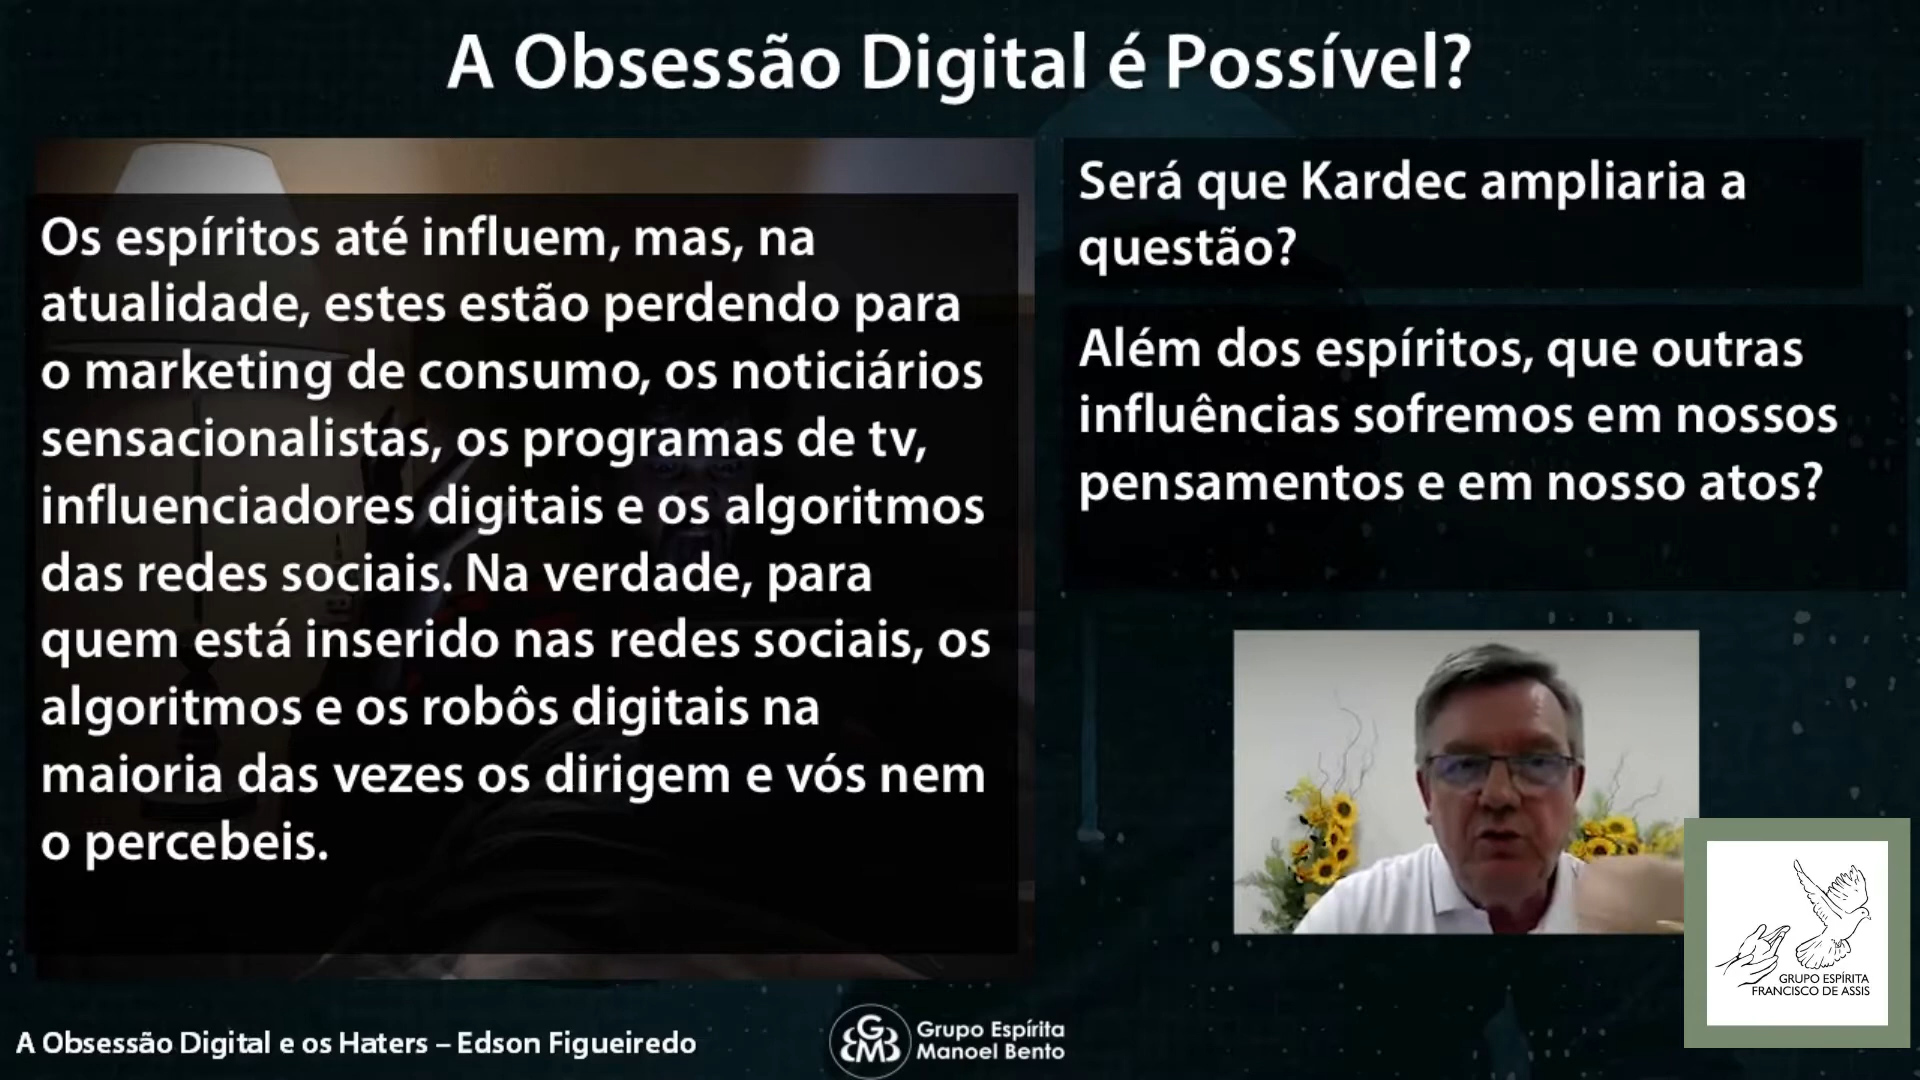 A Obsessão Digital é Possível?
Os espíritos até influem, mas, na
atualidade, estes estão perdendo para
o marketing de consumo, os noticiários
sensacionalistas, os programas de tv,
influenciadores digitais e os algoritmos
das redes sociais. Na verdade, para
quem está inserido nas redes sociais, os
algoritmos e os robôs digitais na
maioria das vezes os dirigem e vós nem
o percebeis.
Será que Kardec ampliaria a
questão?
Além dos espíritos, que outras
influências sofremos em nossos
pensamentos e em nosso atos?
GRUPO ESPÍRITA
FRANCISCO DE ASSIS
A Obsessão Digital e os Haters – Edson Figueiredo
GEMB
Grupo Espírita
Manoel Bento